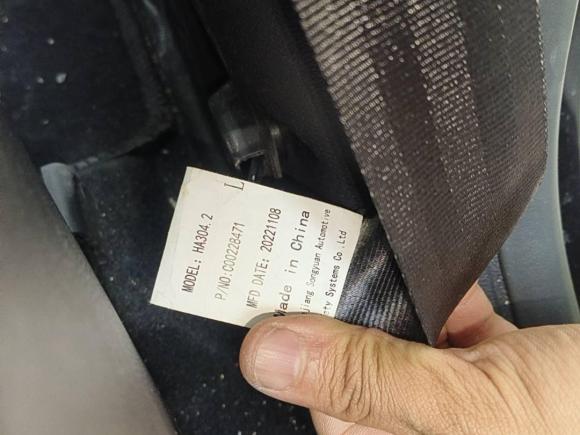 L
MODEL: HA304.2
P/NO:C00228471
MFD DATE: 20221108
Made in China
Songyuan Automotive
Systems Co.Ltd